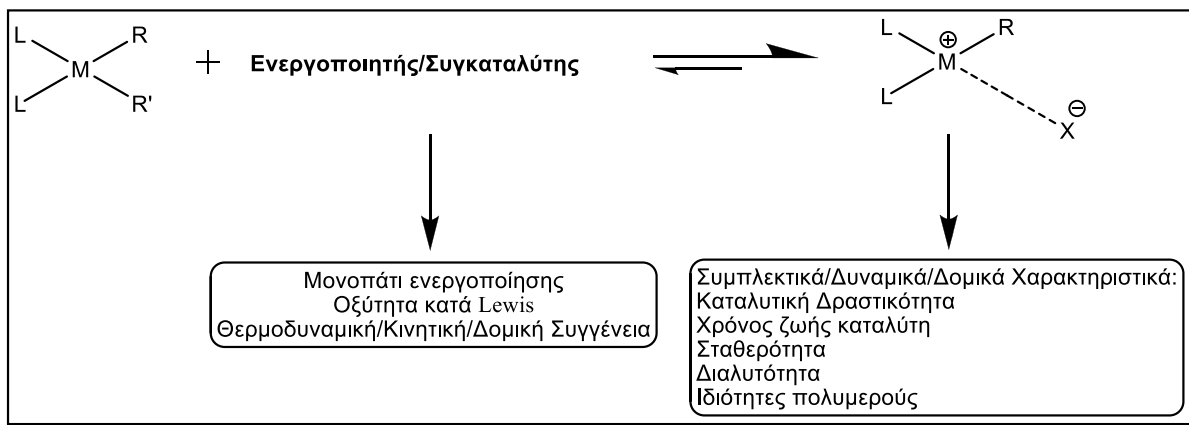 L
R
M
L
R'
+
Ενεργοποιητής/Συγκαταλύτης
L
⊕
M
R
L
⊖
X
Μονοπάτι ενεργοποίησης
Οξύτητα κατά Lewis
Θερμοδυναμική/Κινητική/Δομική Συγγένεια
Συμπλεκτικά/Δυναμικά/Δομικά Χαρακτηριστικά:
Καταλυτική Δραστικότητα
Χρόνος ζωής καταλύτη
Σταθερότητα
Διαλυτότητα
Ιδιότητες πολυμερούς